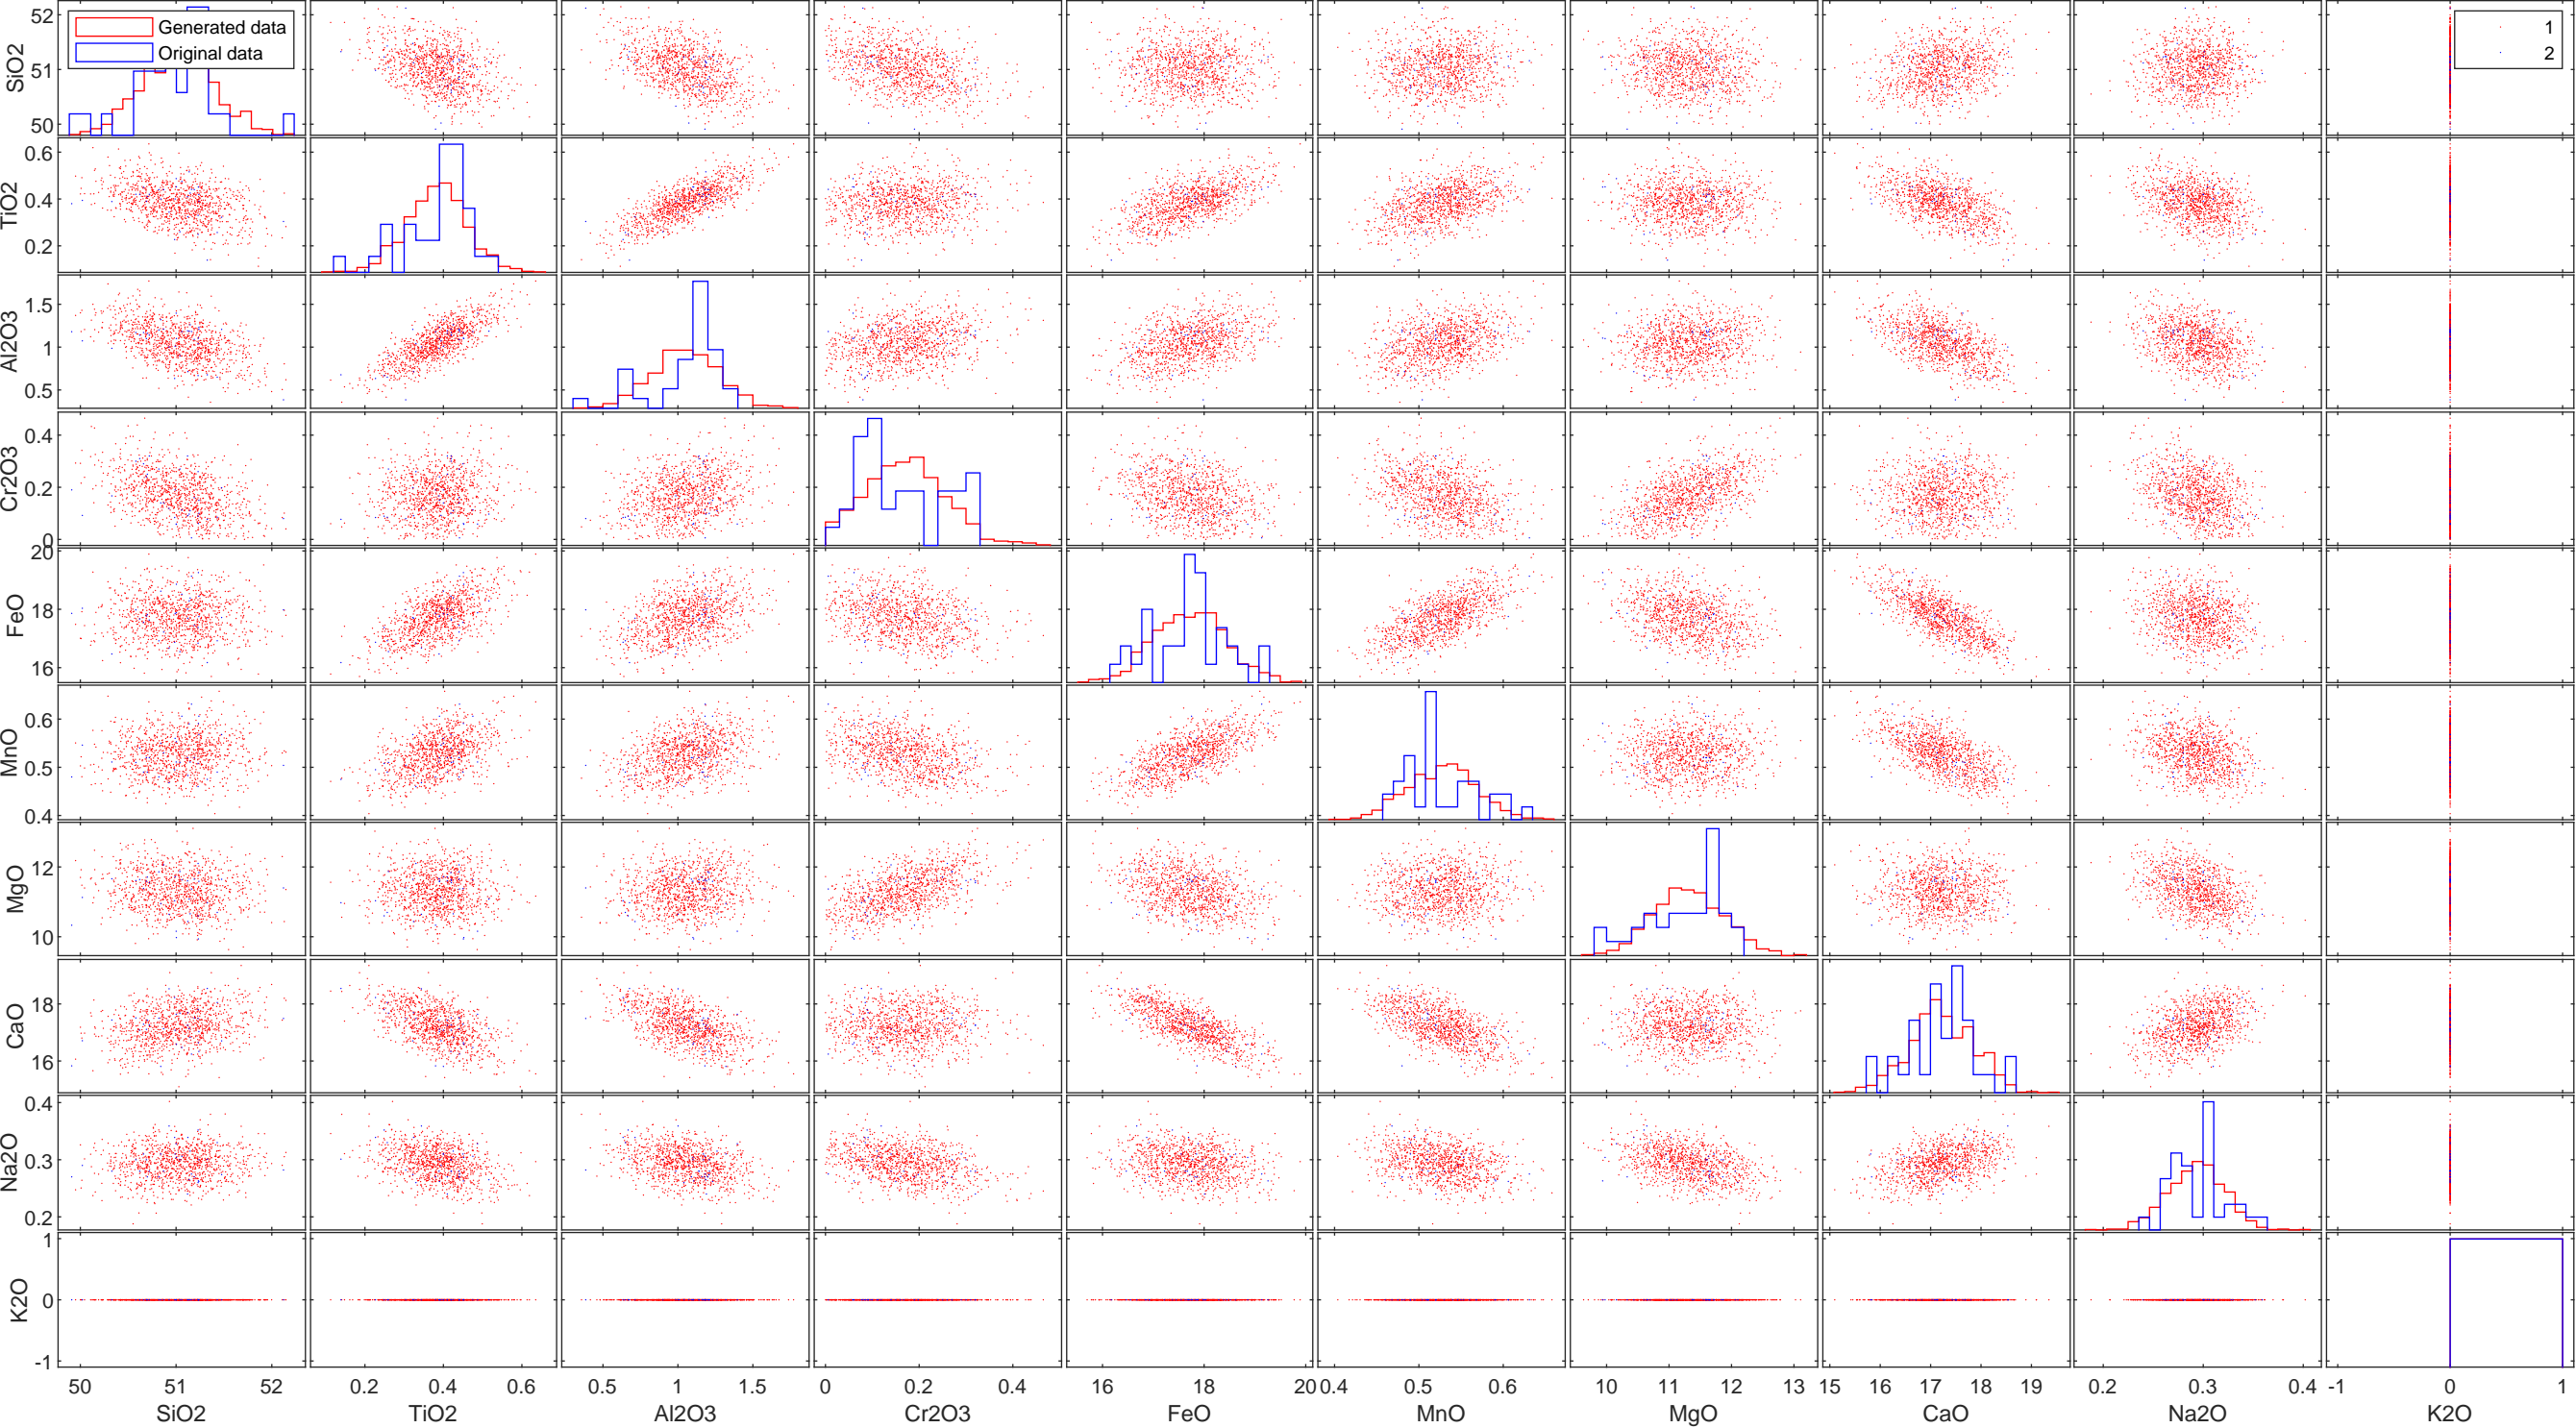 Generated data
Original data
1
2
SiO2
52
51
50
TiO2
0.6
0.4
0.2
Al2O3
1.5
1
0.5
Cr2O3
0.4
0.2
0
FeO
20
18
16
MnO
0.6
0.5
0.4
MgO
12
10
CaO
18
16
Na2O
0.4
0.3
0.2
K2O
1
0
-1
50 51 52 0.2 0.4 0.6 0.5 1 1.5 0 0.2 0.4 16 18 20 0.4 0.5 0.6 10 11 12 13 15 16 17 18 19 0.2 0.3 0.4 -1 0 1
SiO2 TiO2 Al2O3 Cr2O3 FeO MnO MgO CaO Na2O K2O